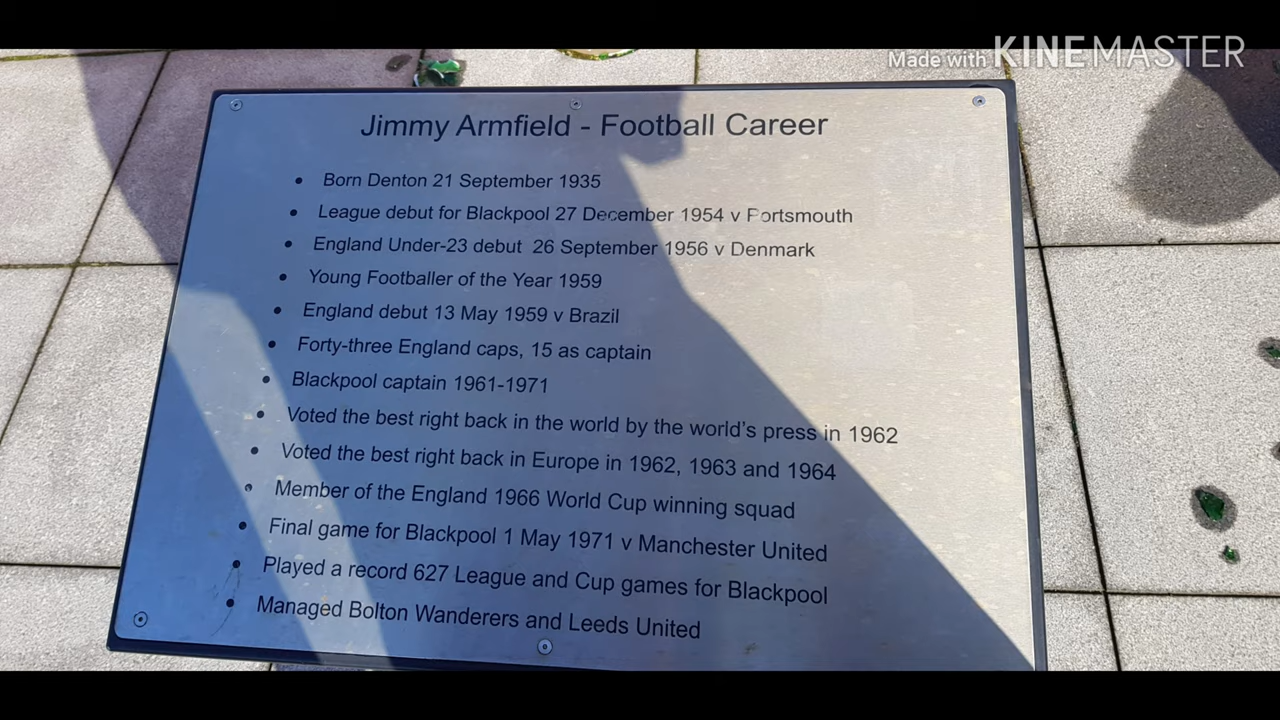 Made with KINEMASTER
Jimmy Armfield - Football Career
• Born Denton 21 September 1935
• League debut for Blackpool 27 December 1954 v Portsmouth
• England Under-23 debut 26 September 1956 v Denmark
• Young Footballer of the Year 1959
• England debut 13 May 1959 v Brazil
• Forty-three England caps, 15 as captain
• Blackpool captain 1961-1971
• Voted the best right back in the world by the world's press in 1962
• Voted the best right back in Europe in 1962, 1963 and 1964
• Member of the England 1966 World Cup winning squad
• Final game for Blackpool 1 May 1971 v Manchester United
• Played a record 627 League and Cup games for Blackpool
• Managed Bolton Wanderers and Leeds United